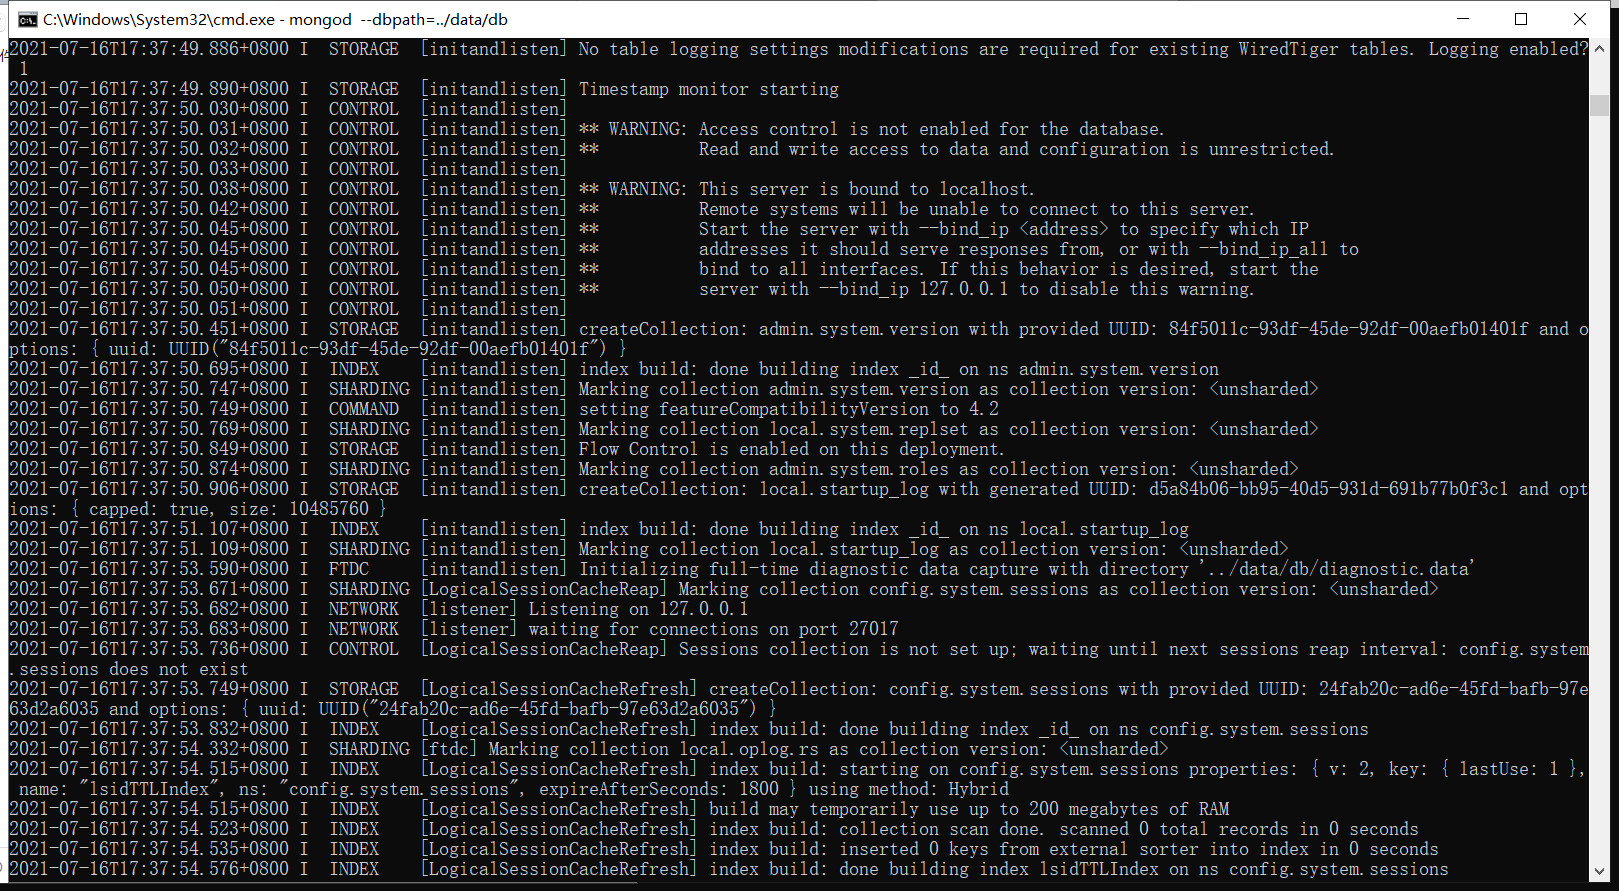 C:\Windows\System32\cmd.exe - mongod  --dbpath=../data/db
2021-07-16T17:37:49.886+0800 I  STORAGE  [initandlisten] No table logging settings modifications are required for existing WiredTiger tables. Logging enabled?
1
2021-07-16T17:37:49.890+0800 I  STORAGE  [initandlisten] Timestamp monitor starting
2021-07-16T17:37:50.030+0800 I  CONTROL  [initandlisten]
2021-07-16T17:37:50.031+0800 I  CONTROL  [initandlisten] ** WARNING: Access control is not enabled for the database.
2021-07-16T17:37:50.032+0800 I  CONTROL  [initandlisten] **          Read and write access to data and configuration is unrestricted.
2021-07-16T17:37:50.033+0800 I  CONTROL  [initandlisten]
2021-07-16T17:37:50.038+0800 I  CONTROL  [initandlisten] ** WARNING: This server is bound to localhost.
2021-07-16T17:37:50.042+0800 I  CONTROL  [initandlisten] **          Remote systems will be unable to connect to this server.
2021-07-16T17:37:50.045+0800 I  CONTROL  [initandlisten] **          Start the server with --bind_ip <address> to specify which IP
2021-07-16T17:37:50.045+0800 I  CONTROL  [initandlisten] **          addresses it should serve responses from, or with --bind_ip_all to
2021-07-16T17:37:50.045+0800 I  CONTROL  [initandlisten] **          bind to all interfaces. If this behavior is desired, start the
2021-07-16T17:37:50.050+0800 I  CONTROL  [initandlisten] **          server with --bind_ip 127.0.0.1 to disable this warning.
2021-07-16T17:37:50.051+0800 I  CONTROL  [initandlisten]
2021-07-16T17:37:50.451+0800 I  STORAGE  [initandlisten] createCollection: admin.system.version with provided UUID: 84f5011c-93df-45de-92df-00aefb01401f and o
ptions: { uuid: UUID("84f5011c-93df-45de-92df-00aefb01401f") }
2021-07-16T17:37:50.695+0800 I  INDEX    [initandlisten] index build: done building index _id_ on ns admin.system.version
2021-07-16T17:37:50.747+0800 I  SHARDING [initandlisten] Marking collection admin.system.version as collection version: <unsharded>
2021-07-16T17:37:50.749+0800 I  COMMAND  [initandlisten] setting featureCompatibilityVersion to 4.2
2021-07-16T17:37:50.769+0800 I  SHARDING [initandlisten] Marking collection local.system.replset as collection version: <unsharded>
2021-07-16T17:37:50.849+0800 I  STORAGE  [initandlisten] Flow Control is enabled on this deployment.
2021-07-16T17:37:50.874+0800 I  SHARDING [initandlisten] Marking collection admin.system.roles as collection version: <unsharded>
2021-07-16T17:37:50.906+0800 I  STORAGE  [initandlisten] createCollection: local.startup_log with generated UUID: d5a84b06-bb95-40d5-931d-691b77b0f3c1 and opt
ions: { capped: true, size: 10485760 }
2021-07-16T17:37:51.107+0800 I  INDEX    [initandlisten] index build: done building index _id_ on ns local.startup_log
2021-07-16T17:37:51.109+0800 I  SHARDING [initandlisten] Marking collection local.startup_log as collection version: <unsharded>
2021-07-16T17:37:53.590+0800 I  FTDC     [initandlisten] Initializing full-time diagnostic data capture with directory '../data/db/diagnostic.data'
2021-07-16T17:37:53.671+0800 I  SHARDING [LogicalSessionCacheReap] Marking collection config.system.sessions as collection version: <unsharded>
2021-07-16T17:37:53.682+0800 I  NETWORK  [listener] Listening on 127.0.0.1
2021-07-16T17:37:53.683+0800 I  NETWORK  [listener] waiting for connections on port 27017
2021-07-16T17:37:53.736+0800 I  CONTROL  [LogicalSessionCacheReap] Sessions collection is not set up; waiting until next sessions reap interval: config.system
.sessions does not exist
2021-07-16T17:37:53.749+0800 I  STORAGE  [LogicalSessionCacheRefresh] createCollection: config.system.sessions with provided UUID: 24fab20c-ad6e-45fd-bafb-97e
63d2a6035 and options: { uuid: UUID("24fab20c-ad6e-45fd-bafb-97e63d2a6035") }
2021-07-16T17:37:53.832+0800 I  INDEX    [LogicalSessionCacheRefresh] index build: done building index _id_ on ns config.system.sessions
2021-07-16T17:37:54.332+0800 I  SHARDING [ftdc] Marking collection local.oplog.rs as collection version: <unsharded>
2021-07-16T17:37:54.515+0800 I  INDEX    [LogicalSessionCacheRefresh] index build: starting on config.system.sessions properties: { v: 2, key: { lastUse: 1 },
name: "lsidTTLIndex", ns: "config.system.sessions", expireAfterSeconds: 1800 } using method: Hybrid
2021-07-16T17:37:54.515+0800 I  INDEX    [LogicalSessionCacheRefresh] build may temporarily use up to 200 megabytes of RAM
2021-07-16T17:37:54.523+0800 I  INDEX    [LogicalSessionCacheRefresh] index build: collection scan done. scanned 0 total records in 0 seconds
2021-07-16T17:37:54.535+0800 I  INDEX    [LogicalSessionCacheRefresh] index build: inserted 0 keys from external sorter into index in 0 seconds
2021-07-16T17:37:54.576+0800 I  INDEX    [LogicalSessionCacheRefresh] index build: done building index lsidTTLIndex on ns config.system.sessions